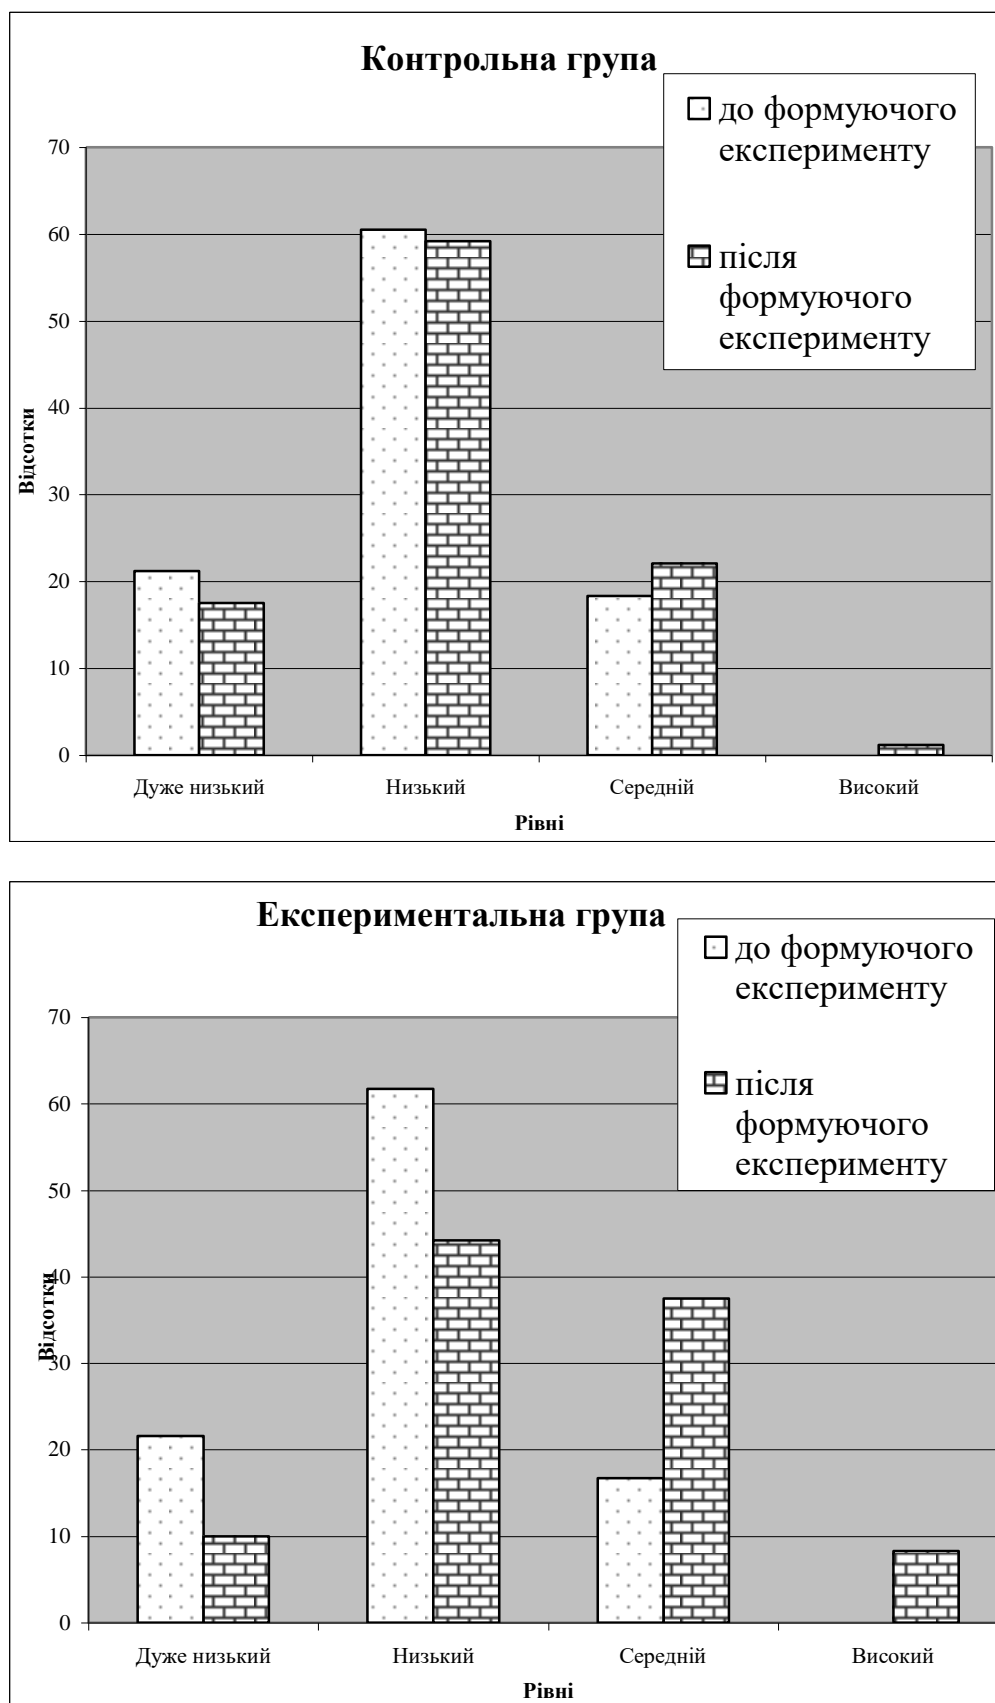 Контрольна група
до формуючого
експерименту
після
формуючого
експерименту
70
60
50
40
30
20
10
0
Відсотки
Дуже низький
Низький
Середній
Високий
Рівні
Експериментальна група
до формуючого
експерименту
після
формуючого
експерименту
70
60
50
40
30
20
10
0
Відсотки
Дуже низький
Низький
Середній
Високий
Рівні